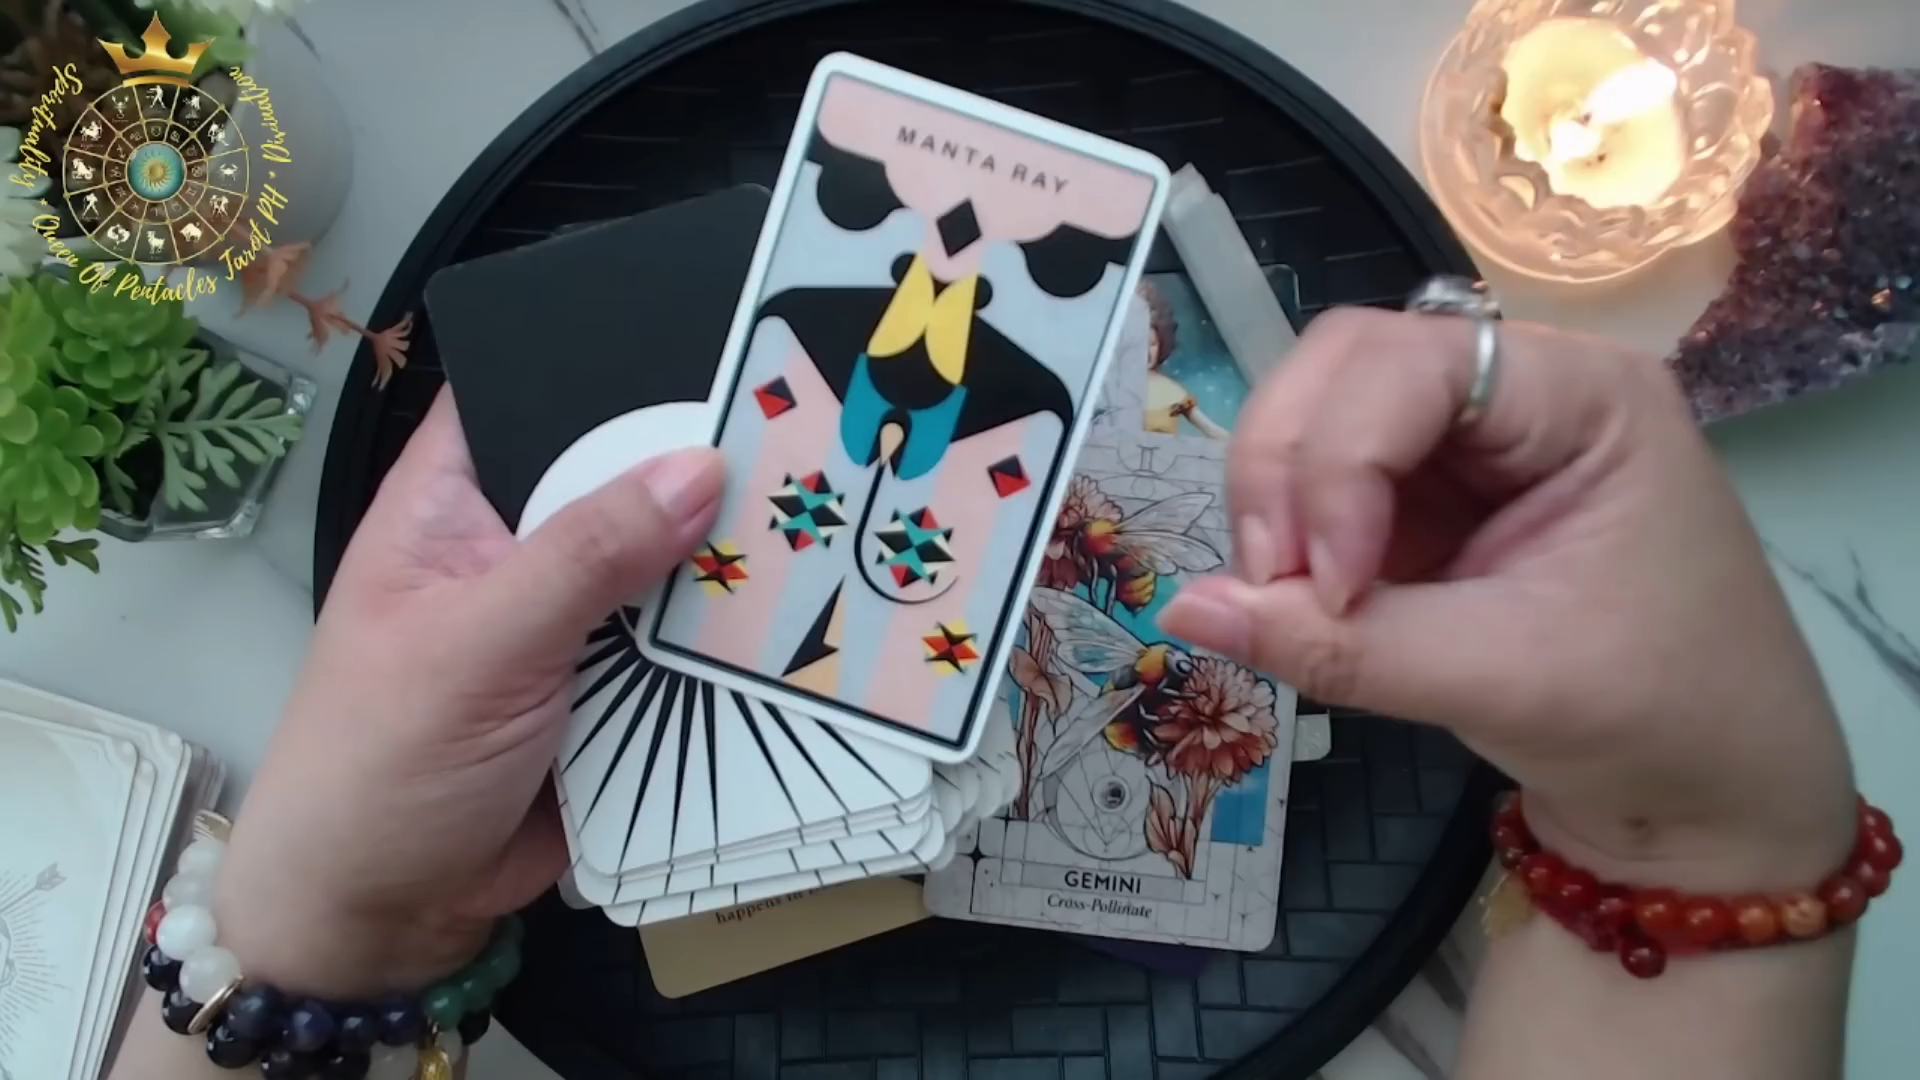 Spirituality • Queen Of Pentacles Tarot PH • Divination
MANTA RAY
GEMINI
Cross-Pollinate
happens in